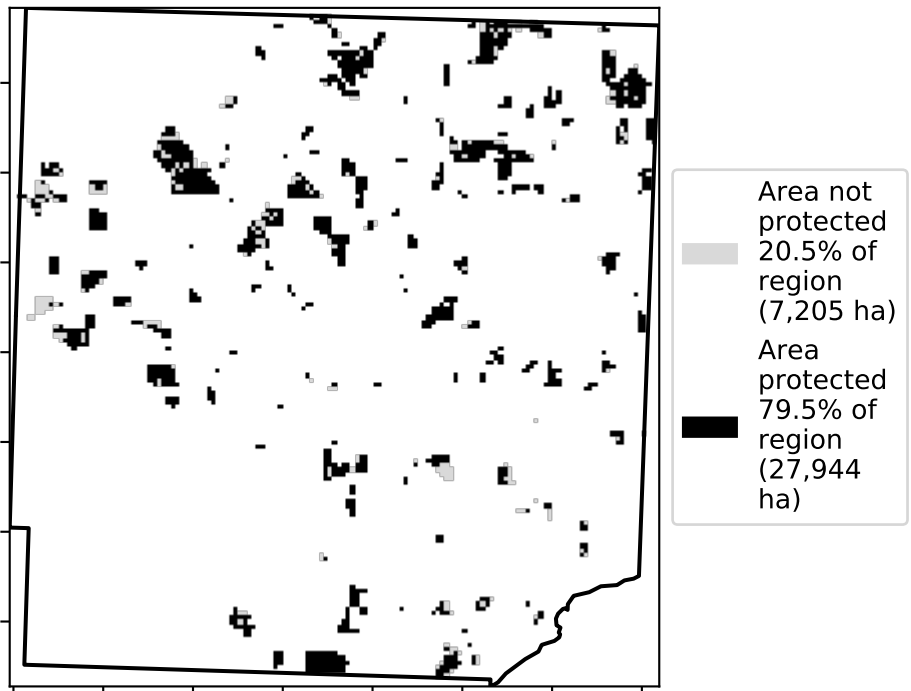 Area not
protected
20.5% of
region
(7,205 ha)
Area
protected
79.5% of
region
(27,944
ha)